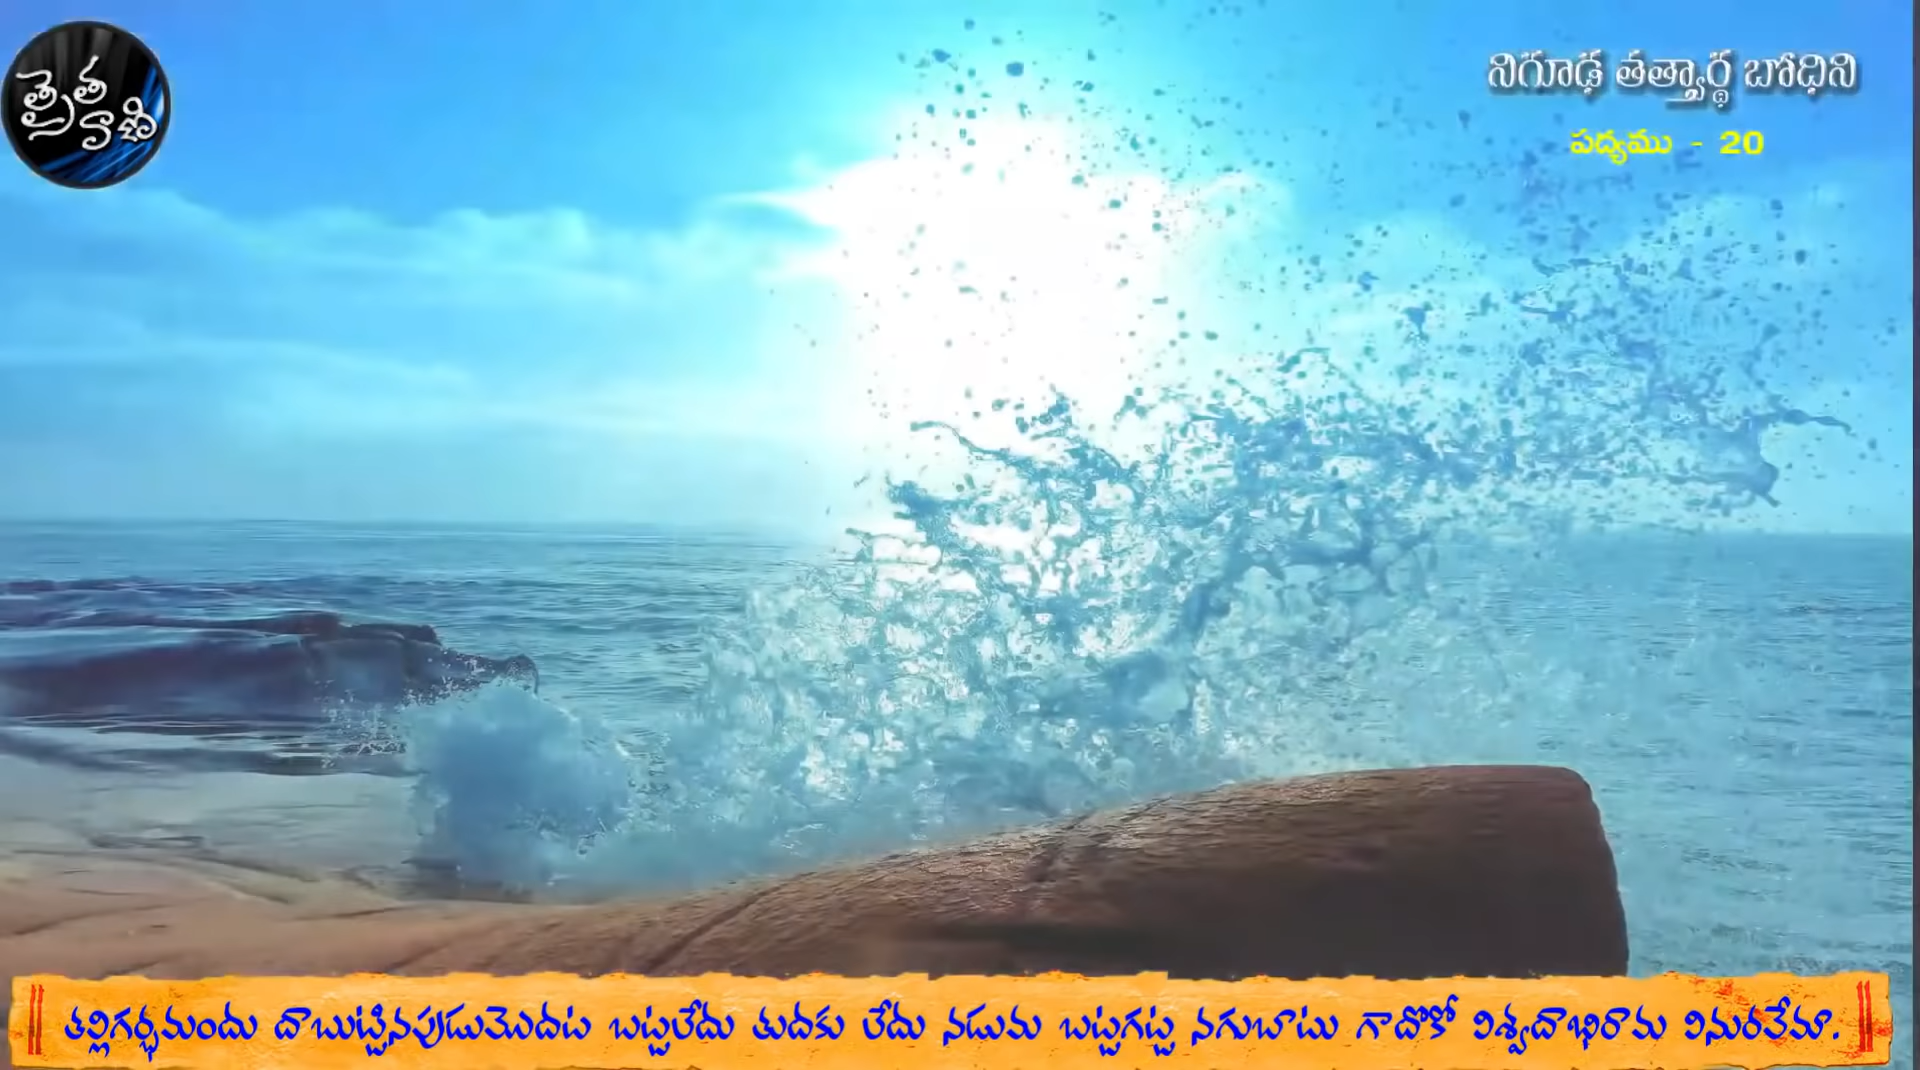 త్రైత
వాణి
నిగూఢ తత్త్వార్థ బోధిని
పద్యము - 20
|| తల్లిగర్భమందు దాబుట్టినపుడుమొదట బట్టలేదు తుదకు లేదు నడుమ బట్టగట్ట నగుబాటు గాదొకో విశ్వదాభిరామ వినురవేమా. ||